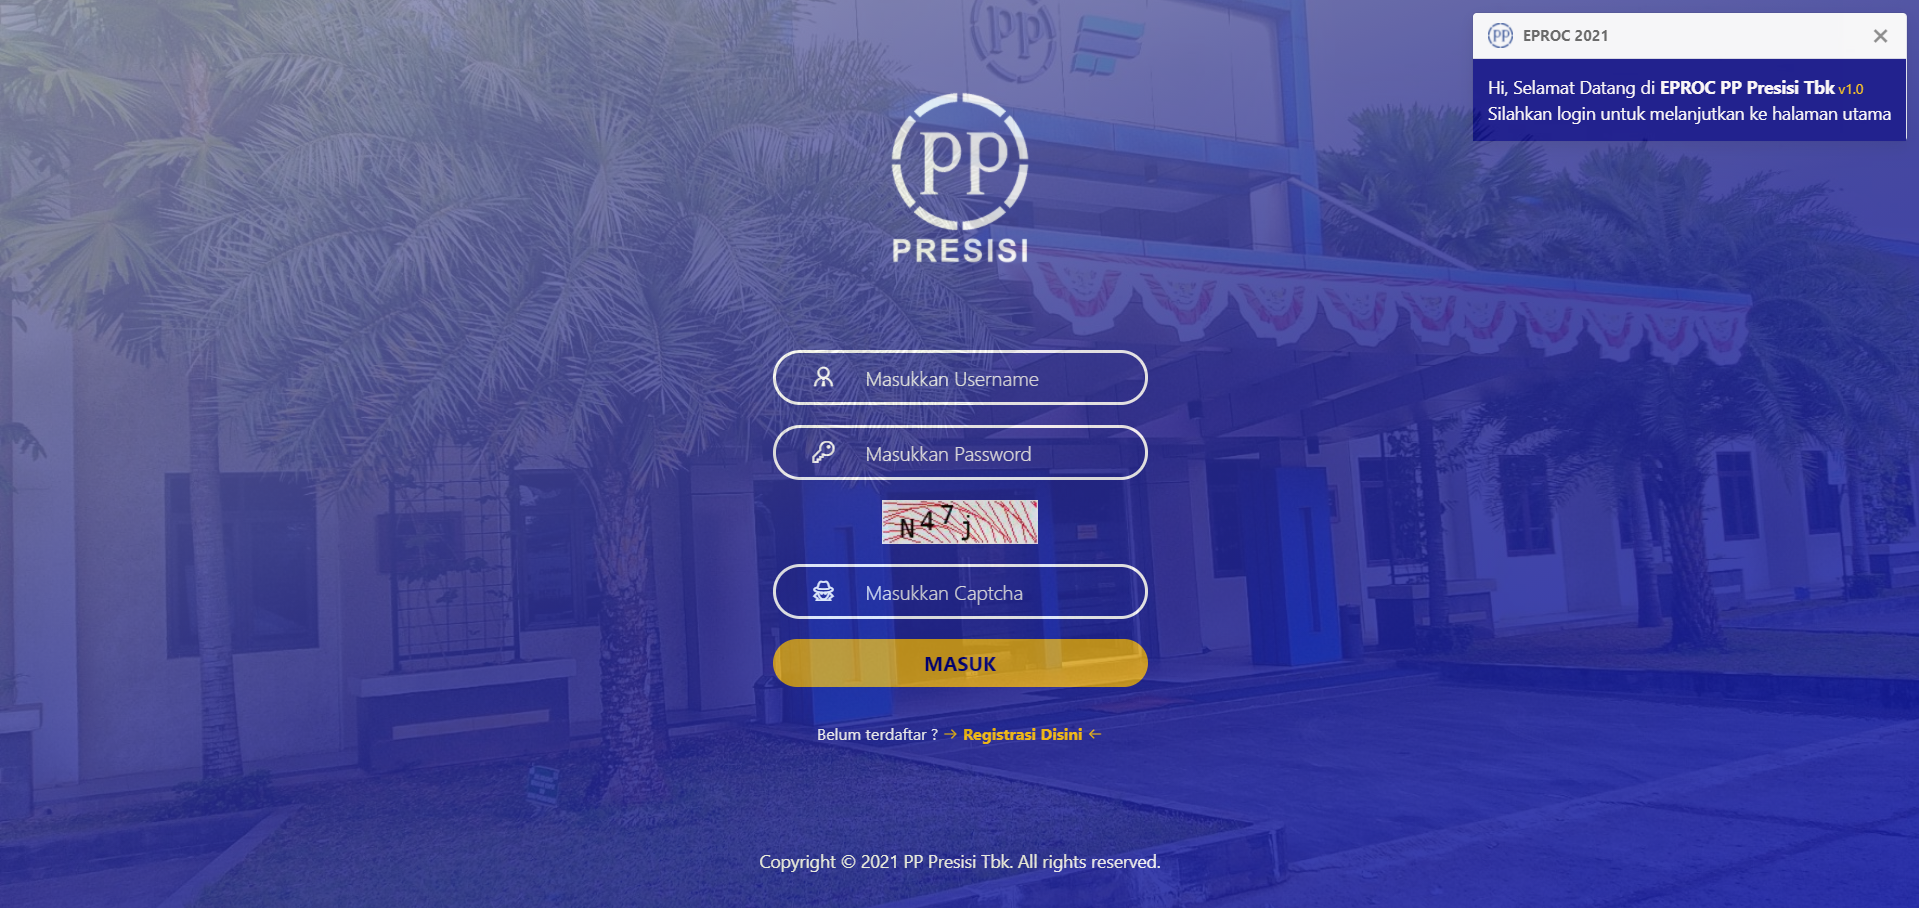 EPROC 2021
Hi, Selamat Datang di EPROC PP Presisi Tbk v1.0
Silahkan login untuk melanjutkan ke halaman utama
PP
PRESISI
Masukkan Username
Masukkan Password
N47j
Masukkan Captcha
MASUK
Belum terdaftar ? → Registrasi Disini ←
Copyright © 2021 PP Presisi Tbk. All rights reserved.